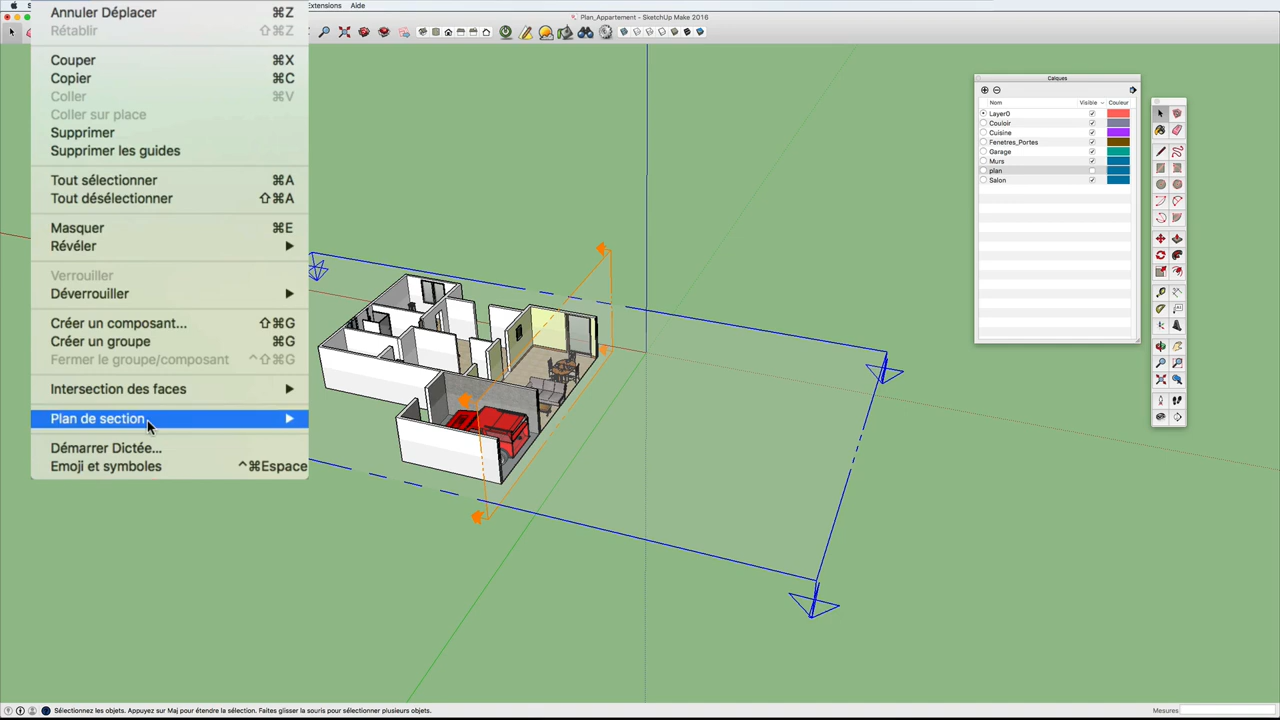 Extensions Aide
Plan_Appartement - SketchUp Make 2016
Annuler Déplacer ⌘Z
Rétablir ⇧⌘Z
Couper ⌘X
Copier ⌘C
Coller ⌘V
Coller sur place
Supprimer
Supprimer les guides
Tout sélectionner ⌘A
Tout désélectionner ⇧⌘A
Masquer ⌘E
Révéler
Verrouiller
Déverrouiller
Créer un composant... ⇧⌘G
Créer un groupe ⌘G
Fermer le groupe/composant ^⇧⌘G
Intersection des faces
Plan de section
Démarrer Dictée...
Emoji et symboles ^⌘Espace
Calques
Nom Visible Couleur
Layer0
Couloir
Cuisine
Fenetres_Portes
Garage
Murs
plan
Salon
Sélectionnez les objets. Appuyez sur Maj pour étendre la sélection. Faites glisser la souris pour sélectionner plusieurs objets.
Mesures